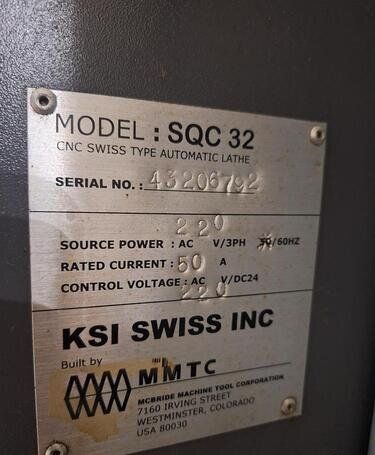 MODEL : SQC 32
CNC SWISS TYPE AUTOMATIC LATHE
SERIAL NO. : 43206792
SOURCE POWER : AC 220 V/3PH 50/60HZ
RATED CURRENT : 50 A
CONTROL VOLTAGE : AC 220 V/DC24
KSI SWISS INC
Built by
MMTC
MCBRIDE MACHINE TOOL CORPORATION
7160 IRVING STREET
WESTMINSTER, COLORADO
USA 80030